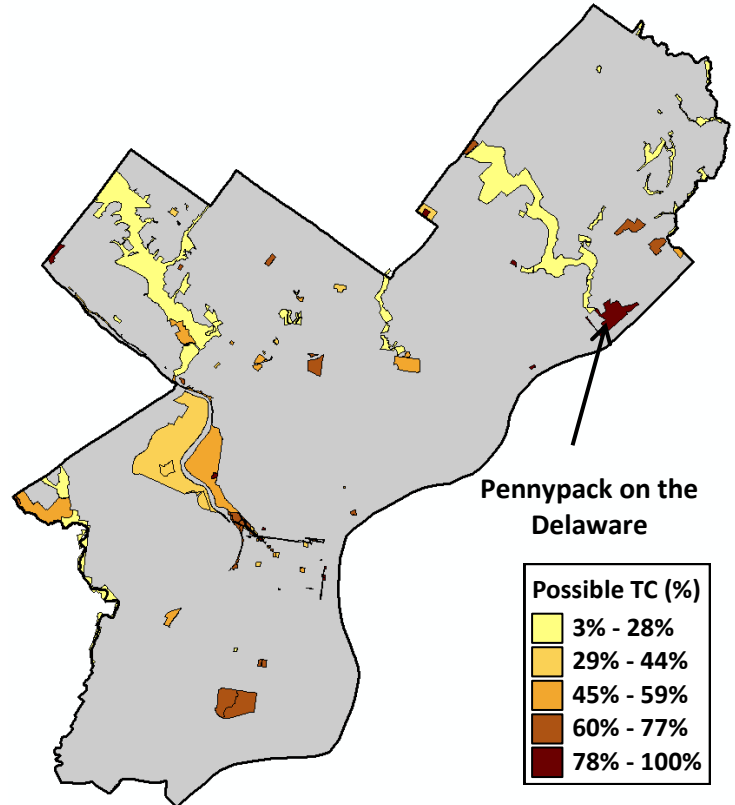 Pennypack on the
Delaware
Possible TC (%)
3% - 28%
29% - 44%
45% - 59%
60% - 77%
78% - 100%